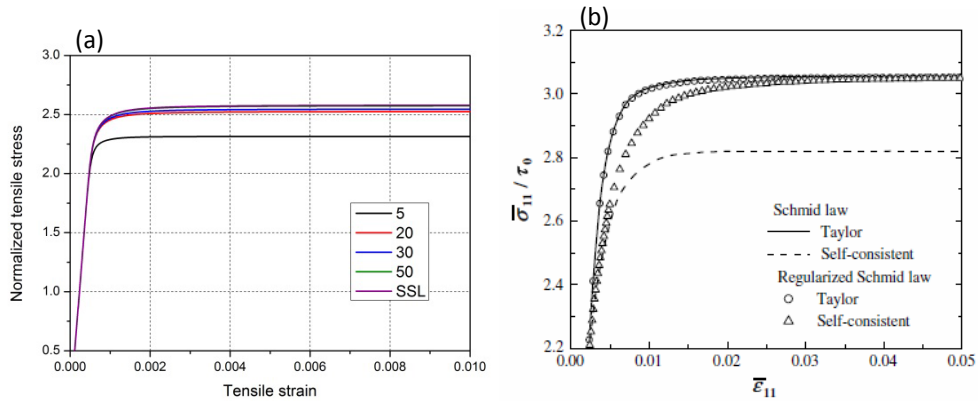 (a)
3.0
2.5
2.0
1.5
1.0
0.5
Normalized tensile stress
0.000 0.002 0.004 0.006 0.008 0.010
Tensile strain
5
20
30
50
SSL
(b)
3.2
3.0
2.8
2.6
2.4
2.2
σ̅₁₁ / τ₀
0.00 0.01 0.02 0.03 0.04 0.05
ε̅₁₁
Schmid law
Taylor
Self-consistent
Regularized Schmid law
Taylor
Self-consistent